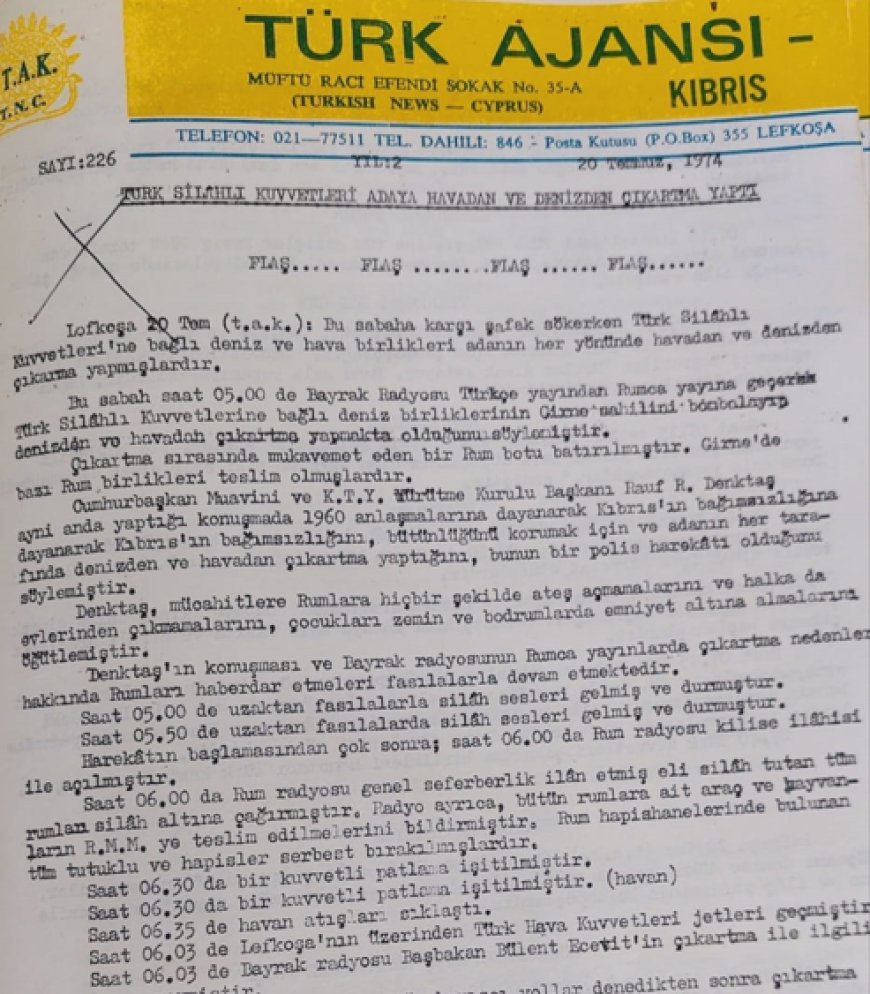 T.A.K.
T.N.C.
TÜRK AJANSI -
KIBRIS
MÜFTÜ RACİ EFENDİ SOKAK No. 35-A
(TURKISH NEWS — CYPRUS)
TELEFON: 021—77511 TEL. DAHİLİ: 846 - Posta Kutusu (P.O.Box) 355 LEFKOŞA
SAYI:226 YIL:2 20 Temmuz, 1974
TURK SİLÂHLI KUVVETLERİ ADAYA HAVADAN VE DENİZDEN ÇIKARTMA YAPTI
FLAŞ..... FLAŞ ........FLAŞ ...... FLAŞ......
Lofkoşa 20 Tem (t.a.k.): Bu sabaha karşı şafak sökerken Türk Silâhlı
Kuvvetleri'ne bağlı deniz ve hava birlikleri adanın her yönünde havadan ve denizden
çıkarma yapmışlardır.
Bu sabah saat 05.00 de Bayrak Radyosu Türkçe yayından Rumca yayına geçerek
Türk Silâhlı Kuvvetlerine bağlı deniz birliklerinin Girne sahilini bombalayıp
denizden ve havadan çıkartma yapmakta olduğunu söylemiştir.
Çıkartma sırasında mukavemet eden bir Rum botu batırılmıştır. Girne'de
bazı Rum birlikleri teslim olmuşlardır.
Cumhurbaşkan Muavini ve K.T.Y. Yürütme Kurulu Başkanı Rauf R. Denktaş
ayni anda yaptığı konuşmada 1960 anlaşmalarına dayanarak Kıbrıs'ın bağımsızlığına
dayanarak Kıbrıs'ın bağımsızlığını, bütünlüğünü korumak için ve adanın her tara-
fında denizden ve havadan çıkartma yaptığını, bunun bir polis harekâtı olduğunu
söylemiştir.
Denktaş, mücahitlere Rumlara hiçbir şekilde ateş açmamalarını ve halka da
evlerinden çıkmamalarını, çocukları zemin ve bodrumlarda emniyet altına almalarını
öğütlemiştir.
Denktaş'ın konuşması ve Bayrak radyosunun Rumca yayınlarda çıkartma nedenler
hakkında Rumları haberdar etmeleri fasılalarla devam etmektedir.
Saat 05.00 de uzaktan fasılalarla silâh sesleri gelmiş ve durmuştur.
Saat 05.50 de uzaktan fasılalarda silâh sesleri gelmiş ve durmuştur.
Harekâtın başlamasından çok sonra; saat 06.00 da Rum radyosu kilise ilâhisi
ile açılmıştır.
Saat 06.00 da Rum radyosu genel seferberlik ilân etmiş eli silâh tutan tüm
rumları silâh altına çağırmıştır. Radyo ayrıca, bütün rumlara ait araç ve hayvan-
ların R.M.M. ye teslim edilmelerini bildirmiştir. Rum hapishanelerinde bulunan
tüm tutuklu ve hapisler serbest bırakılmışlardır.
Saat 06.30 da bir kuvvetli patlama işitilmiştir.
Saat 06.30 da bir kuvvetli patlama işitilmiştir. (havan)
Saat 06.35 de havan atışları sıklaştı.
Saat 06.03 de Lefkoşa'nın üzerinden Türk Hava Kuvvetleri jetleri geçmiştir
Saat 06.03 de Bayrak radyosu Başbakan Bülent Ecevit'in çıkartma ile ilgili
yollar denedikten sonra çıkartma